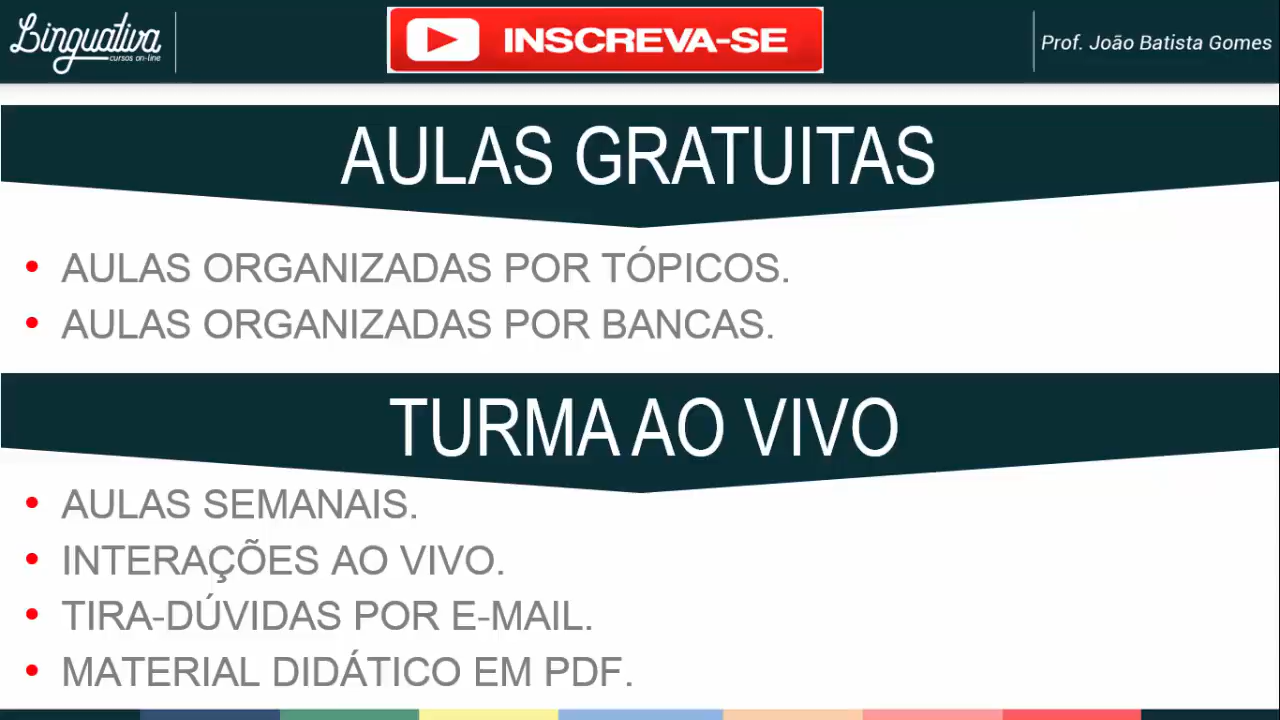 Linguativa
cursos on-line
INSCREVA-SE
Prof. João Batista Gomes
AULAS GRATUITAS
• AULAS ORGANIZADAS POR TÓPICOS.
• AULAS ORGANIZADAS POR BANCAS.
TURMA AO VIVO
• AULAS SEMANAIS.
• INTERAÇÕES AO VIVO.
• TIRA-DÚVIDAS POR E-MAIL.
• MATERIAL DIDÁTICO EM PDF.